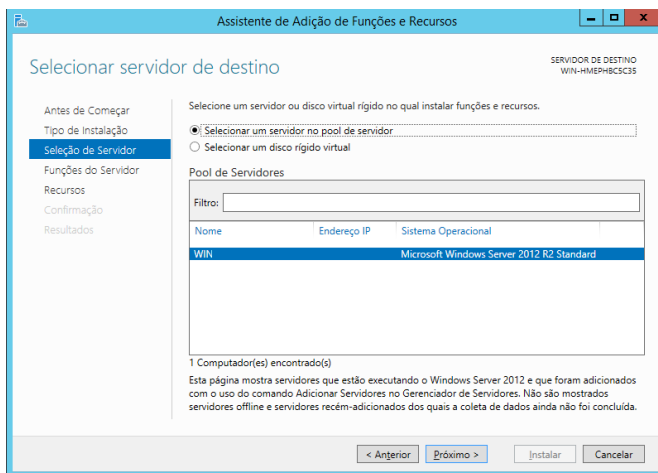 Assistente de Adição de Funções e Recursos
Selecionar servidor de destino
SERVIDOR DE DESTINO
WIN-HMEPHBC5C35
Antes de Começar
Tipo de Instalação
Seleção de Servidor
Funções do Servidor
Recursos
Confirmação
Resultados
Selecione um servidor ou disco virtual rígido no qual instalar funções e recursos.
Selecionar um servidor no pool de servidor
Selecionar um disco rígido virtual
Pool de Servidores
Filtro:
Nome Endereço IP Sistema Operacional
WIN Microsoft Windows Server 2012 R2 Standard
1 Computador(es) encontrado(s)
Esta página mostra servidores que estão executando o Windows Server 2012 e que foram adicionados
com o uso do comando Adicionar Servidores no Gerenciador de Servidores. Não são mostrados
servidores offline e servidores recém-adicionados dos quais a coleta de dados ainda não foi concluída.
< Anterior Próximo > Instalar Cancelar